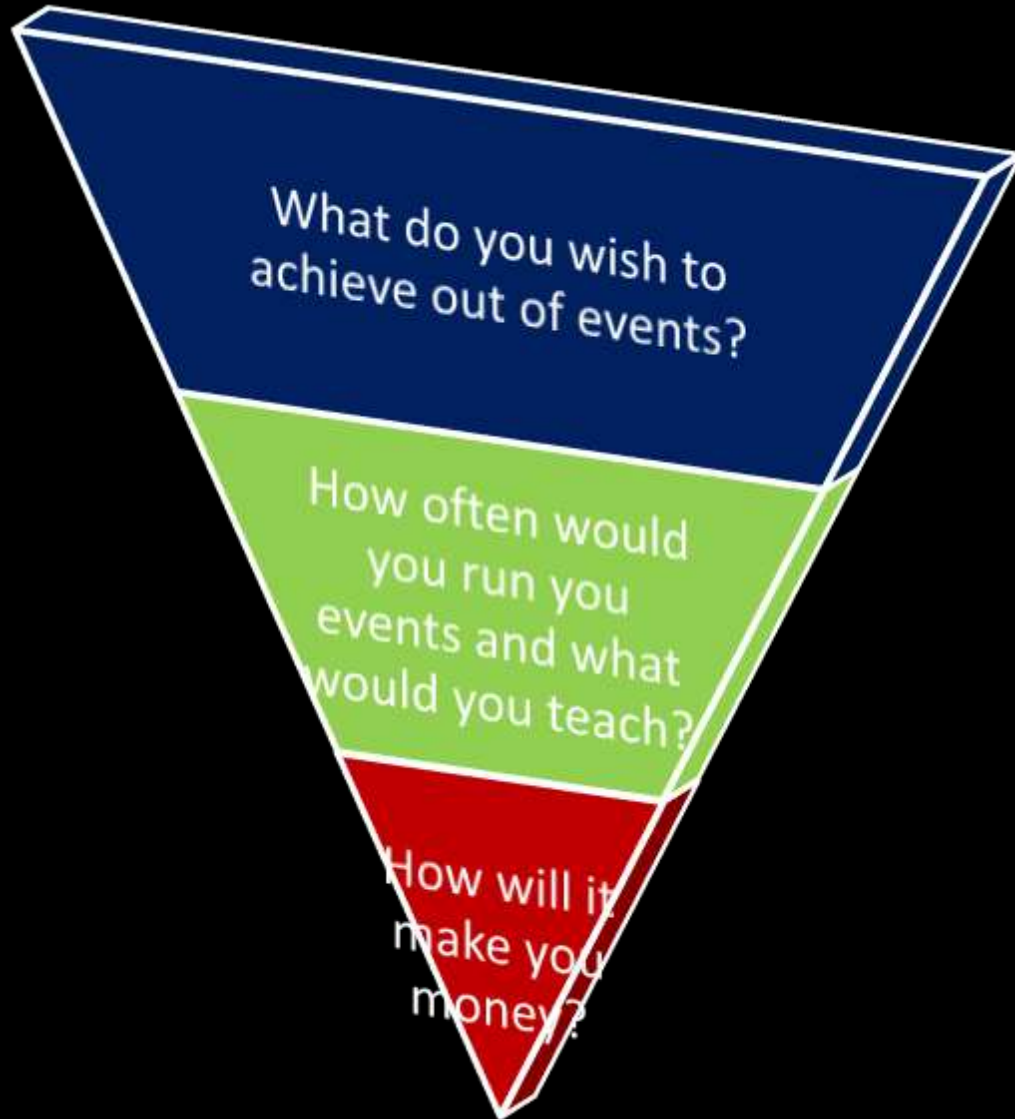 What do you wish to
achieve out of events?
How often would
you run you
events and what
would you teach?
How will it
make you
money?